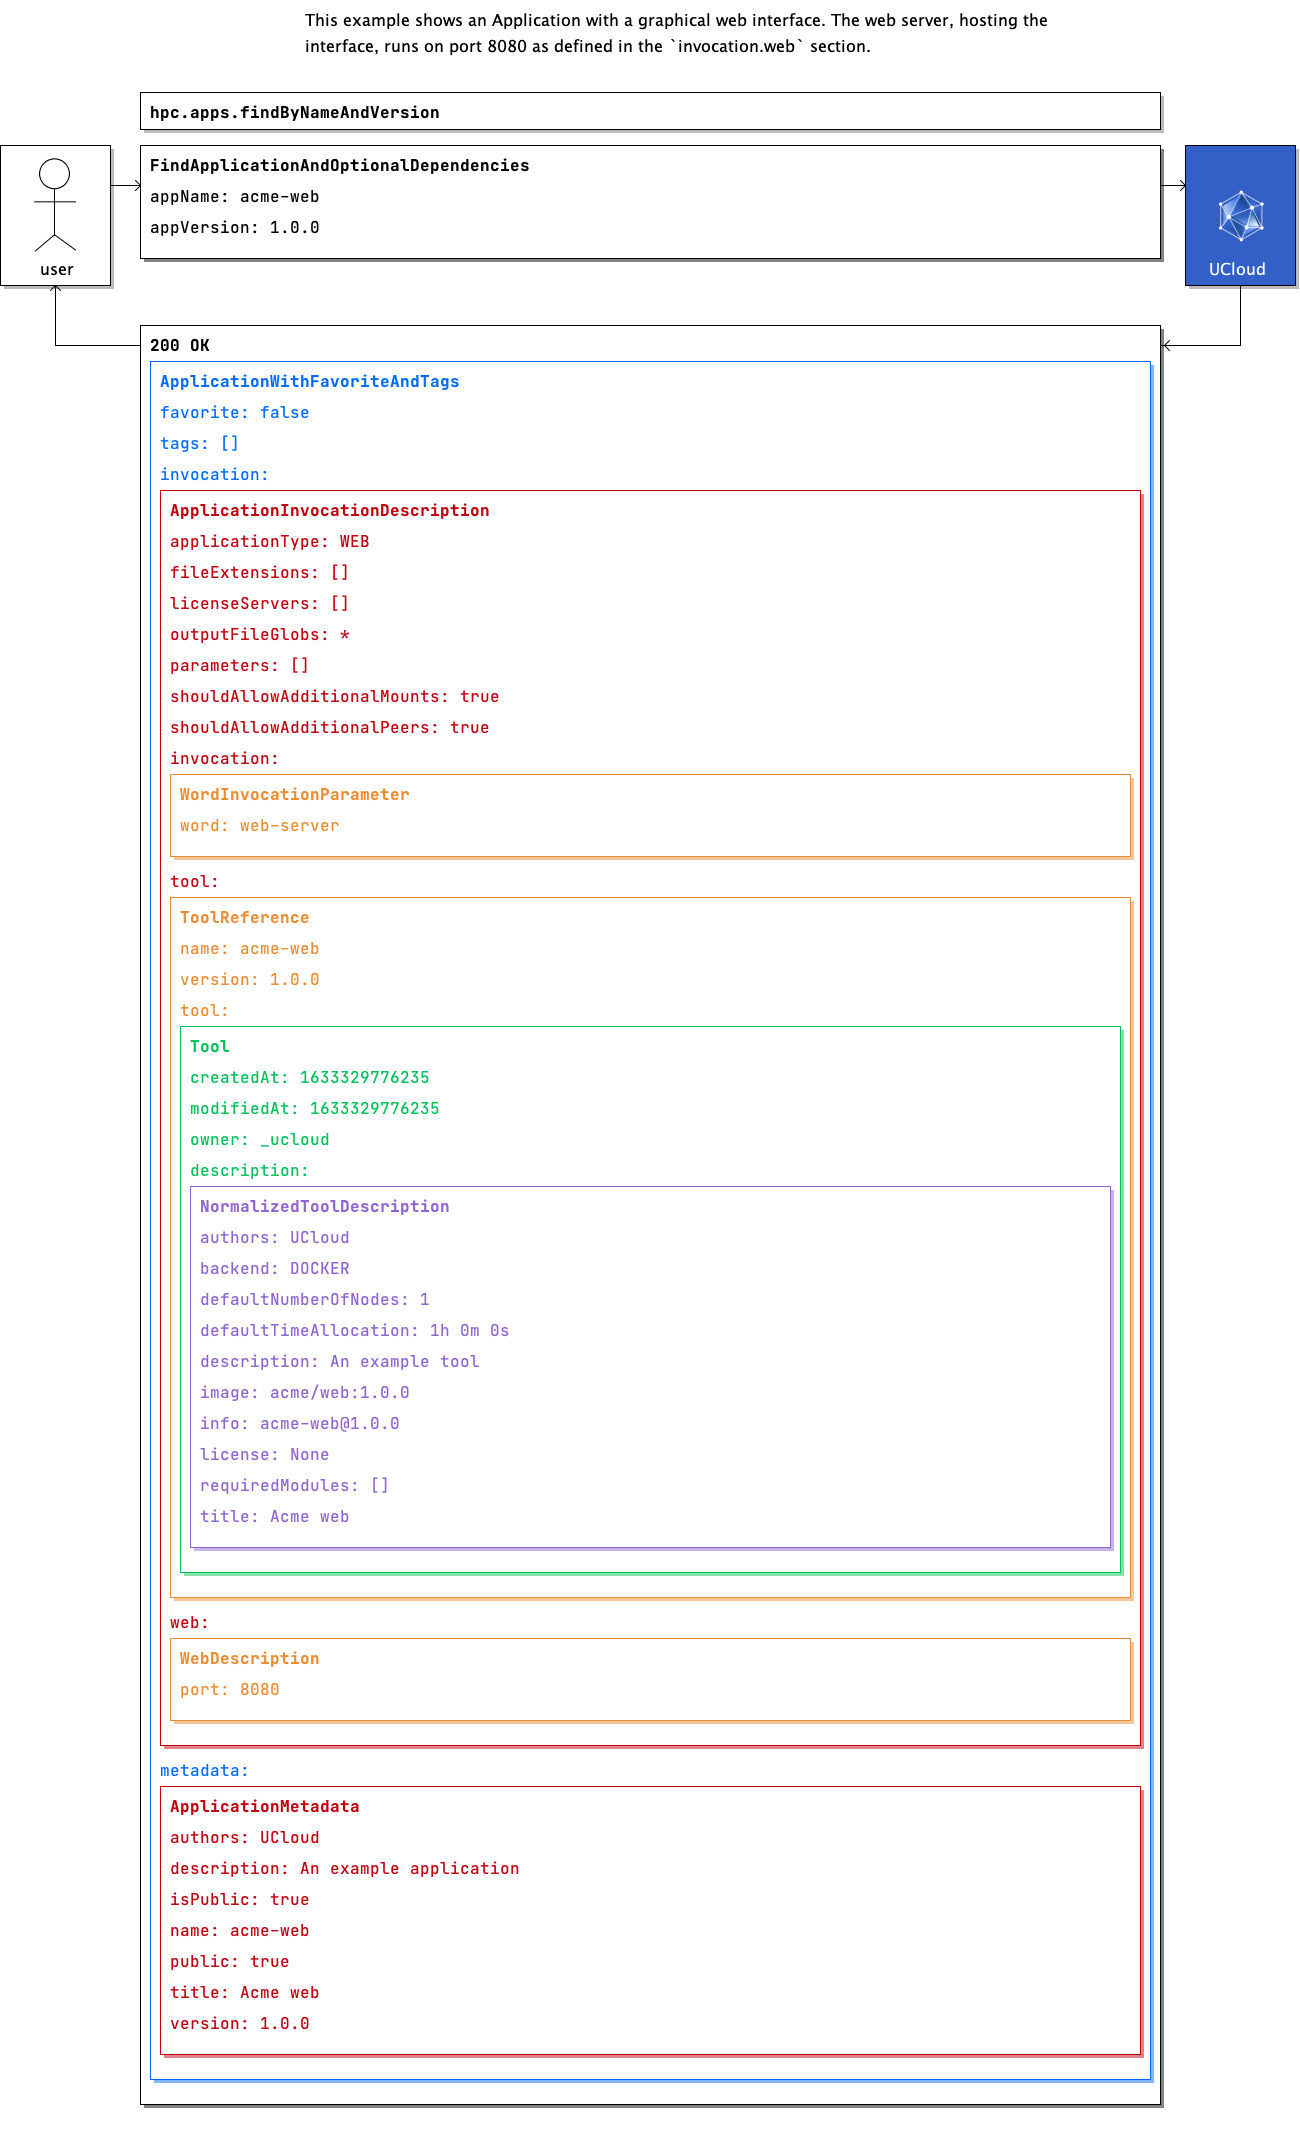 This example shows an Application with a graphical web interface. The web server, hosting the
interface, runs on port 8080 as defined in the `invocation.web` section.
hpc.apps.findByNameAndVersion
FindApplicationAndOptionalDependencies
appName: acme-web
appVersion: 1.0.0
user
UCloud
200 OK
ApplicationWithFavoriteAndTags
favorite: false
tags: []
invocation:
ApplicationInvocationDescription
applicationType: WEB
fileExtensions: []
licenseServers: []
outputFileGlobs: *
parameters: []
shouldAllowAdditionalMounts: true
shouldAllowAdditionalPeers: true
invocation:
WordInvocationParameter
word: web-server
tool:
ToolReference
name: acme-web
version: 1.0.0
tool:
Tool
createdAt: 1633329776235
modifiedAt: 1633329776235
owner: _ucloud
description:
NormalizedToolDescription
authors: UCloud
backend: DOCKER
defaultNumberOfNodes: 1
defaultTimeAllocation: 1h 0m 0s
description: An example tool
image: acme/web:1.0.0
info: acme-web@1.0.0
license: None
requiredModules: []
title: Acme web
web:
WebDescription
port: 8080
metadata:
ApplicationMetadata
authors: UCloud
description: An example application
isPublic: true
name: acme-web
public: true
title: Acme web
version: 1.0.0